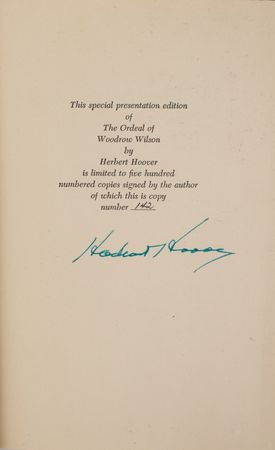 This special presentation edition
of
The Ordeal of
Woodrow Wilson
by
Herbert Hoover
is limited to five hundred
numbered copies signed by the author
of which this is copy
number 142
Herbert Hoover